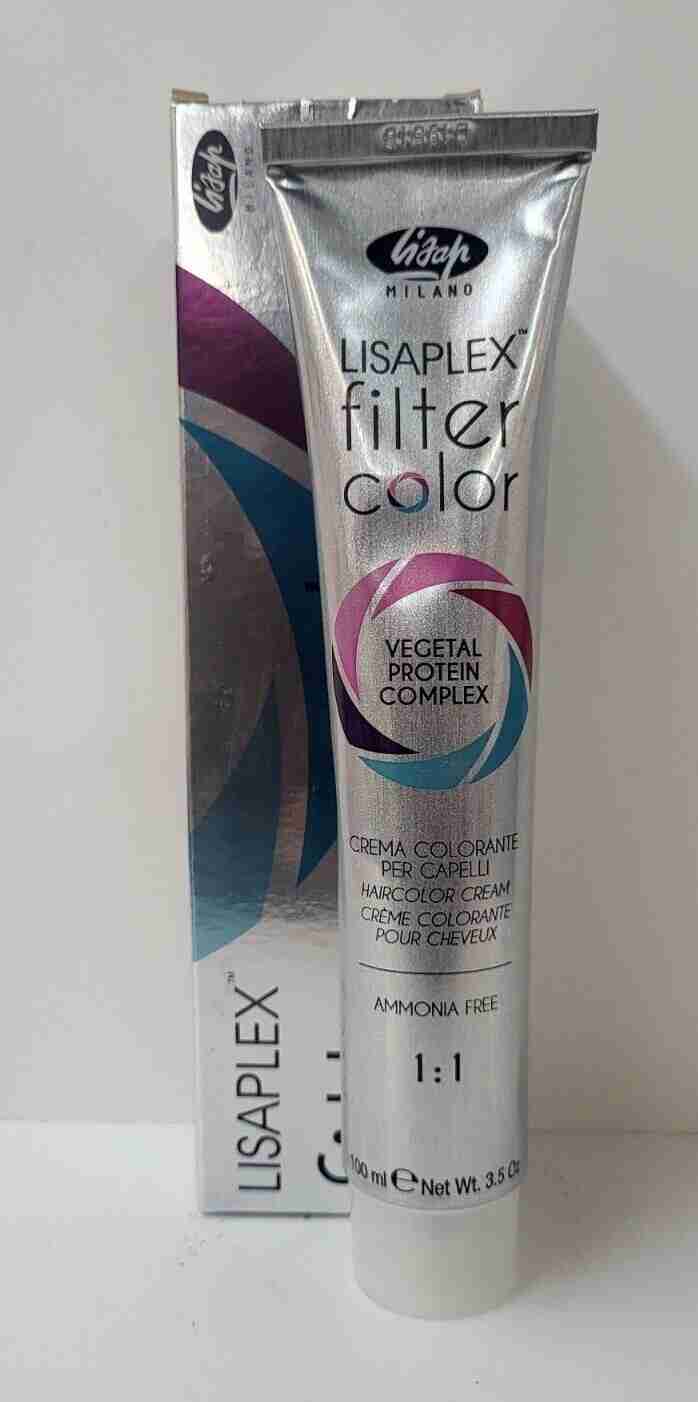 lisap
MILANO
LISAPLEX™
filter
color
VEGETAL
PROTEIN
COMPLEX
CREMA COLORANTE
PER CAPELLI
HAIRCOLOR CREAM
CRÈME COLORANTE
POUR CHEVEUX
AMMONIA FREE
1:1
100 ml ℮ Net Wt. 3.5 Oz
lisap
MILANO
LISAPLEX™